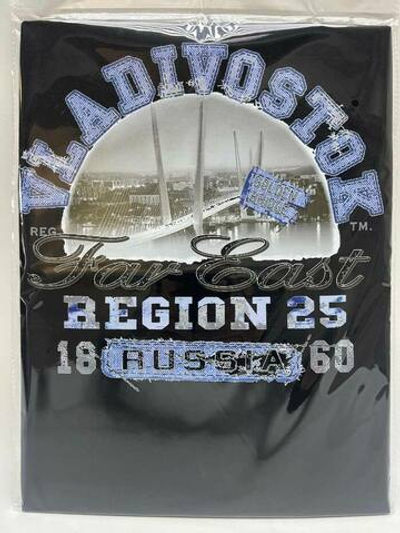 VLADIVOSTOK
REG. TM.
Far East
REGION 25
18 RUSSIA 60